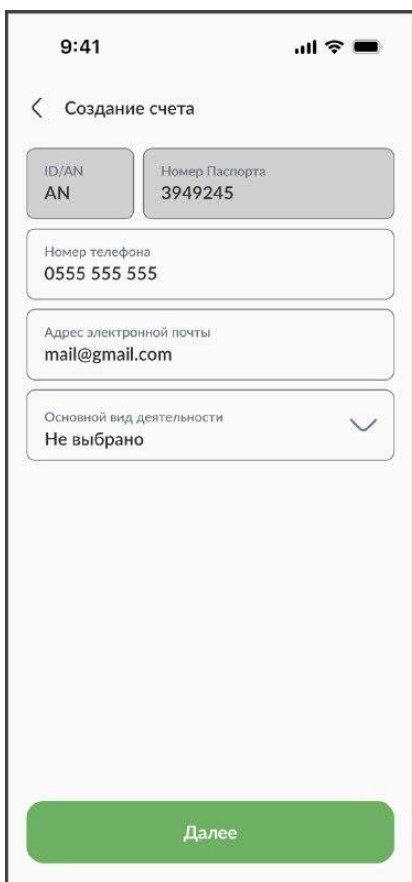 9:41
Создание счета
ID/AN
AN
Номер Паспорта
3949245
Номер телефона
0555 555 555
Адрес электронной почты
mail@gmail.com
Основной вид деятельности
Не выбрано
Далее